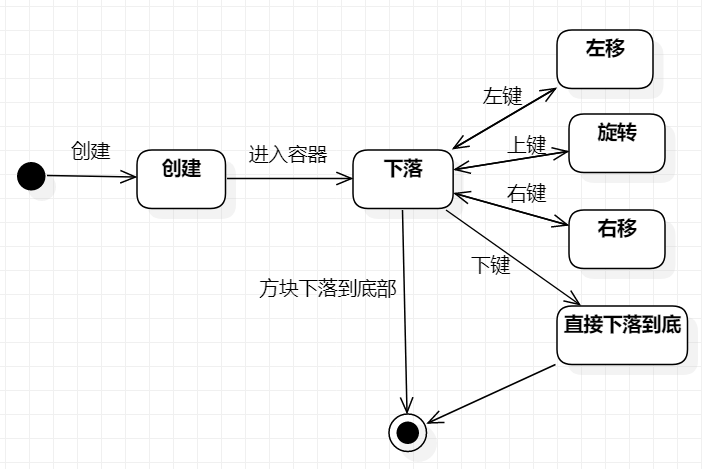 左移
左键
旋转
上键
创建
进入容器
创建
下落
右键
右移
下键
方块下落到底部
直接下落到底